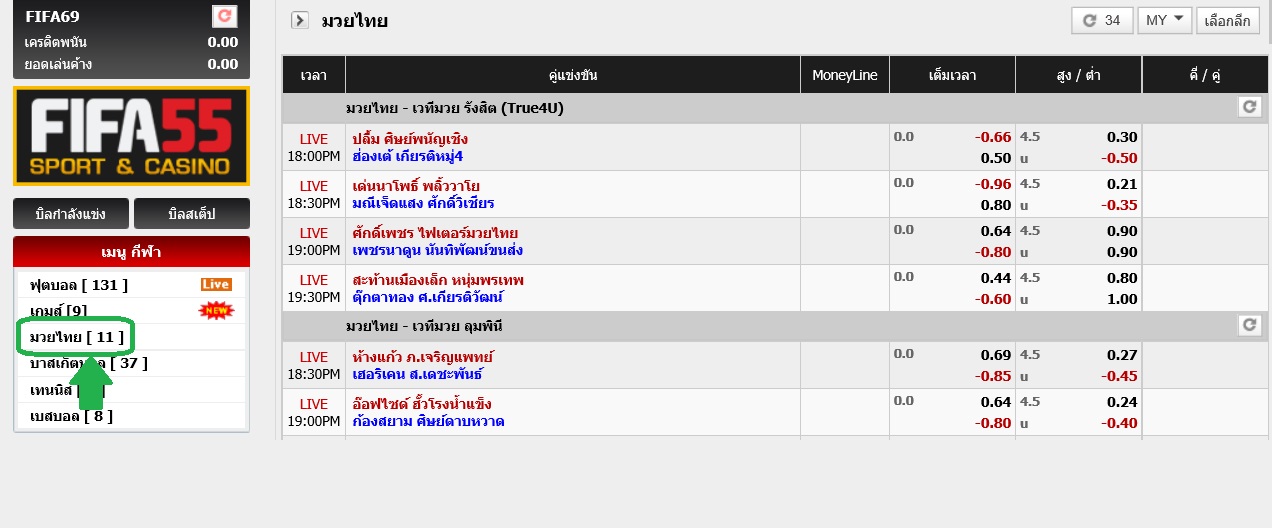 FIFA69
เครดิตพนัน 0.00
ยอดเล่นค้าง 0.00
FIFA55
SPORT & CASINO
บิลกำลังแข่ง บิลสเต็ป
เมนู กีฬา
ฟุตบอล [ 131 ] Live
เกมส์ [9] NEW
มวยไทย [ 11 ]
[ 37 ]
เทนนิส
เบสบอล [ 8 ]
มวยไทย 34 MY เลือกลีก
เวลา คู่แข่งขัน MoneyLine เต็มเวลา สูง / ต่ำ คี่ / คู่
มวยไทย - เวทีมวย รังสิต (True4U)
LIVE ปลื้ม ศิษย์พนัญเชิง 0.0 -0.66 4.5 0.30
18:00PM ฮ่องเต้ เกียรติหมู่4 0.50 u -0.50
LIVE เด่นนาโพธิ์ พลิ้ววาโย 0.0 -0.96 4.5 0.21
18:30PM มณีเจ็ดแสง ศักดิ์วิเชียร 0.80 u -0.35
LIVE ศักดิ์เพชร ไฟเตอร์มวยไทย 0.0 0.64 4.5 0.90
19:00PM เพชรนาดูน นันทิพัฒน์ขนส่ง -0.80 u 0.90
LIVE สะท้านเมืองเล็ก หนุ่มพรเทพ 0.0 0.44 4.5 0.80
19:30PM ตุ๊กตาทอง ศ.เกียรติวัฒน์ -0.60 u 1.00
มวยไทย - เวทีมวย ลุมพินี
LIVE ห้างแก้ว ภ.เจริญแพทย์ 0.0 0.69 4.5 0.27
18:30PM เฮอริเคน ส.เดชะพันธ์ -0.85 u -0.45
LIVE อ๊อฟไซด์ ฮั้วโรงน้ำแข็ง 0.0 0.64 4.5 0.24
19:00PM ก้องสยาม ศิษย์ดาบหวาด -0.80 u -0.40